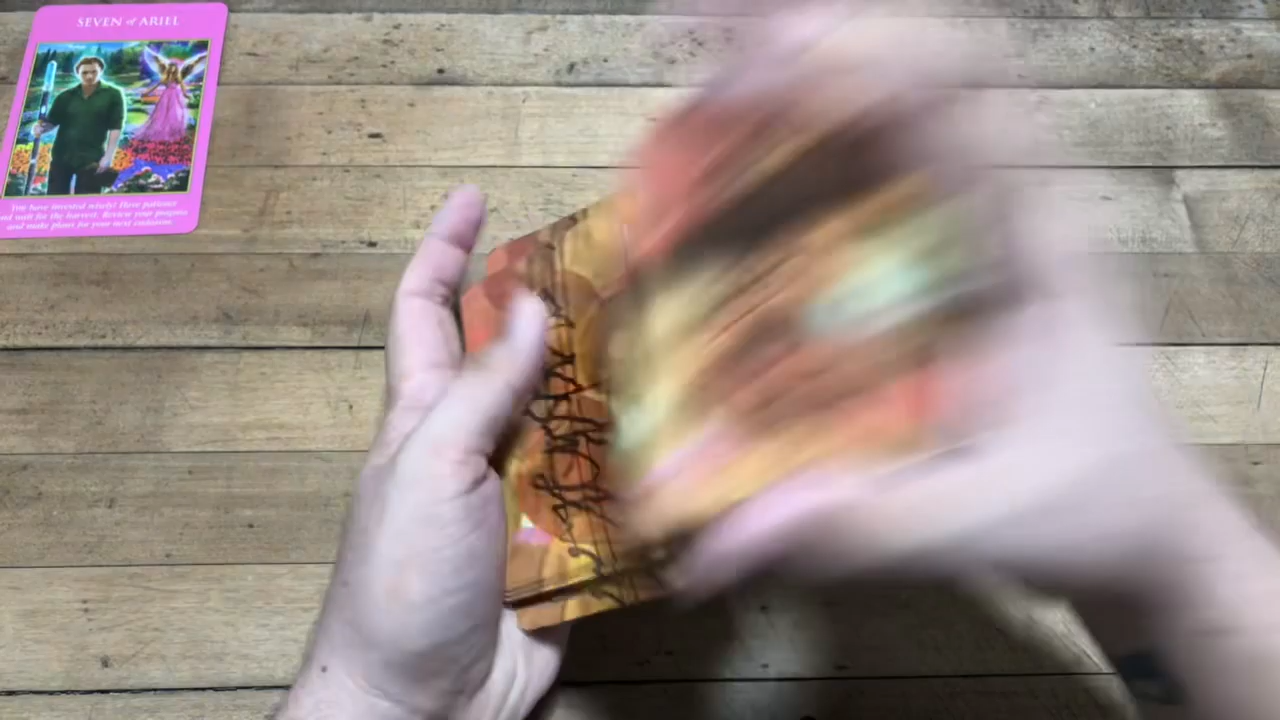 SEVEN of ARIEL
You have invested wisely! Have patience
and wait for the harvest. Review your progress
and make plans for your next endeavor.